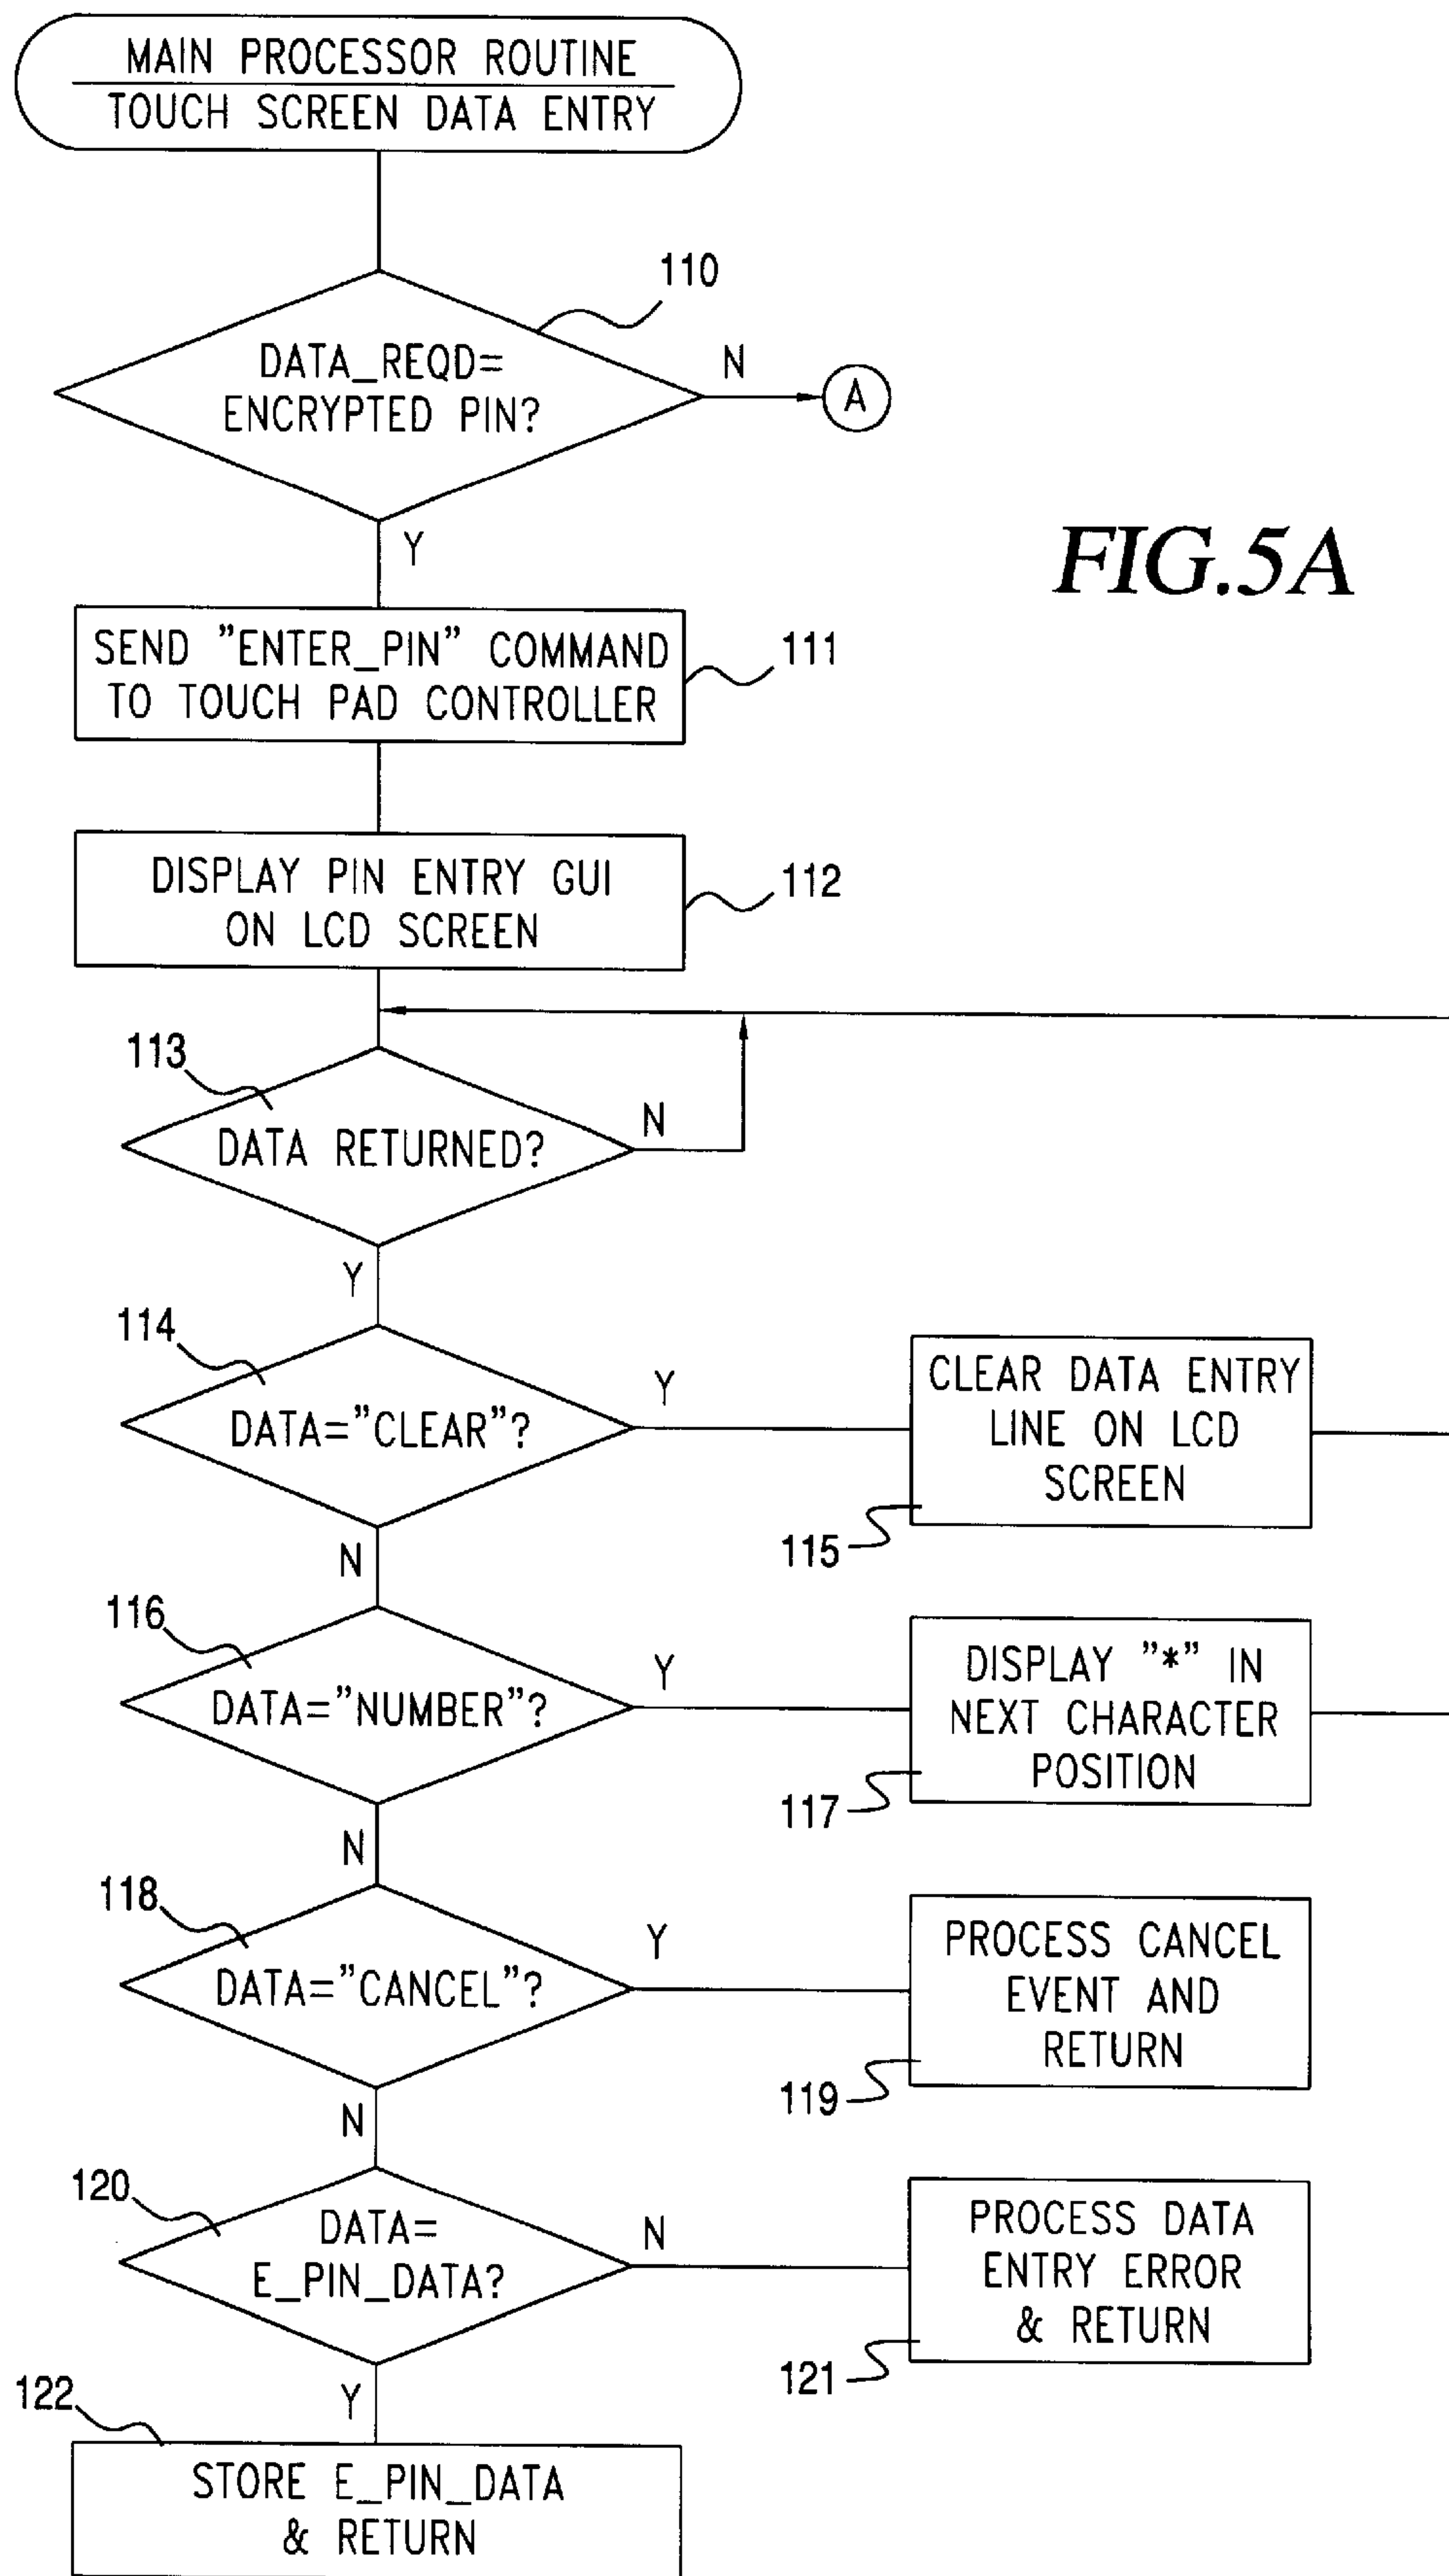 MAIN PROCESSOR ROUTINE
TOUCH SCREEN DATA ENTRY
110
DATA_REQD=
ENCRYPTED PIN?
N
A
Y
FIG.5A
SEND "ENTER_PIN" COMMAND
TO TOUCH PAD CONTROLLER
111
DISPLAY PIN ENTRY GUI
ON LCD SCREEN
112
113
DATA RETURNED?
N
Y
114
DATA="CLEAR"?
Y
CLEAR DATA ENTRY
LINE ON LCD
SCREEN
115
N
116
DATA="NUMBER"?
Y
DISPLAY "*" IN
NEXT CHARACTER
POSITION
117
N
118
DATA="CANCEL"?
Y
PROCESS CANCEL
EVENT AND
RETURN
119
N
120
DATA=
E_PIN_DATA?
N
PROCESS DATA
ENTRY ERROR
& RETURN
121
Y
122
STORE E_PIN_DATA
& RETURN